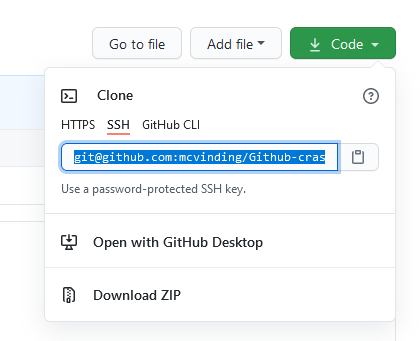 Go to file Add file Code
Clone
HTTPS SSH GitHub CLI
git@github.com:mcvinding/Github-cras
Use a password-protected SSH key.
Open with GitHub Desktop
Download ZIP